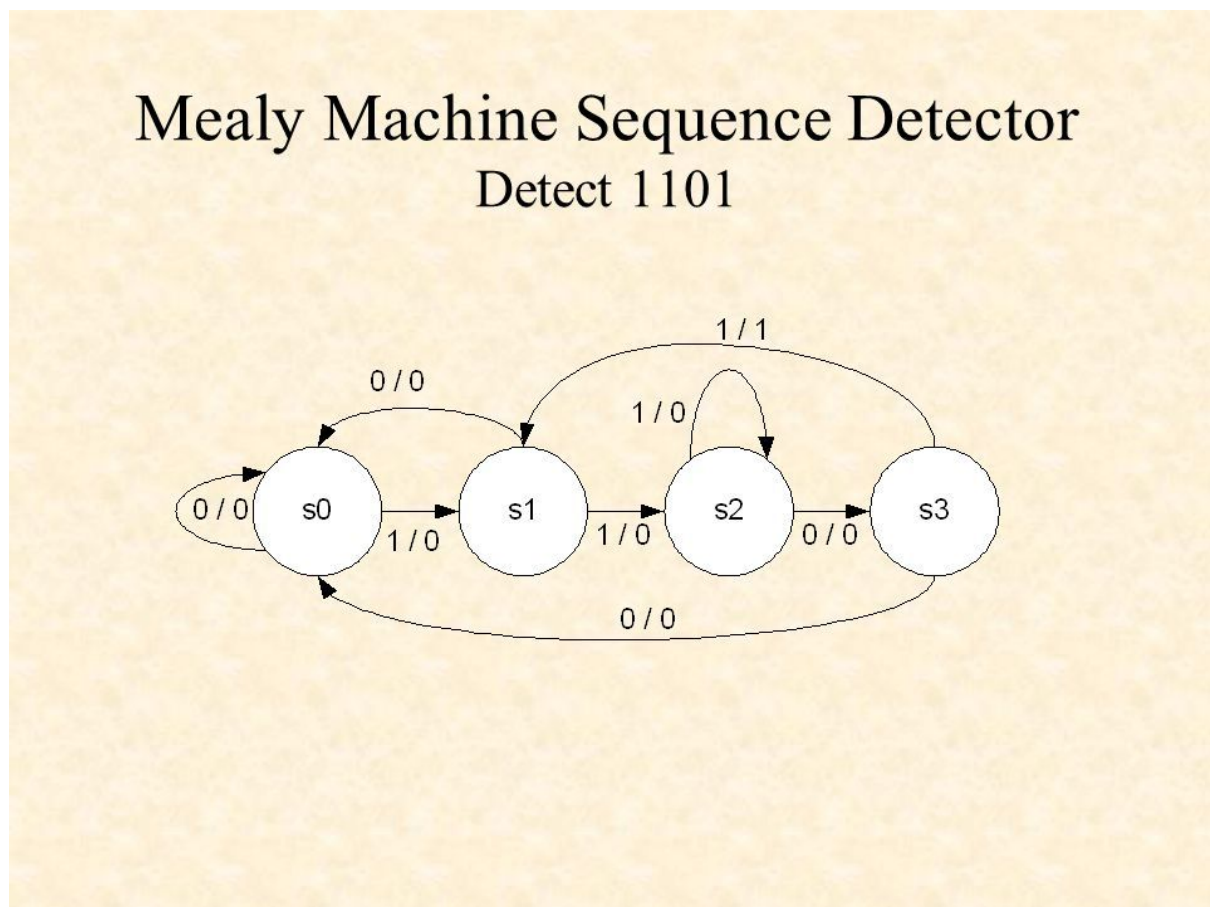 Mealy Machine Sequence Detector
Detect 1101
1 / 1
0 / 0
1 / 0
0 / 0
s0
s1
s2
s3
1 / 0
1 / 0
0 / 0
0 / 0